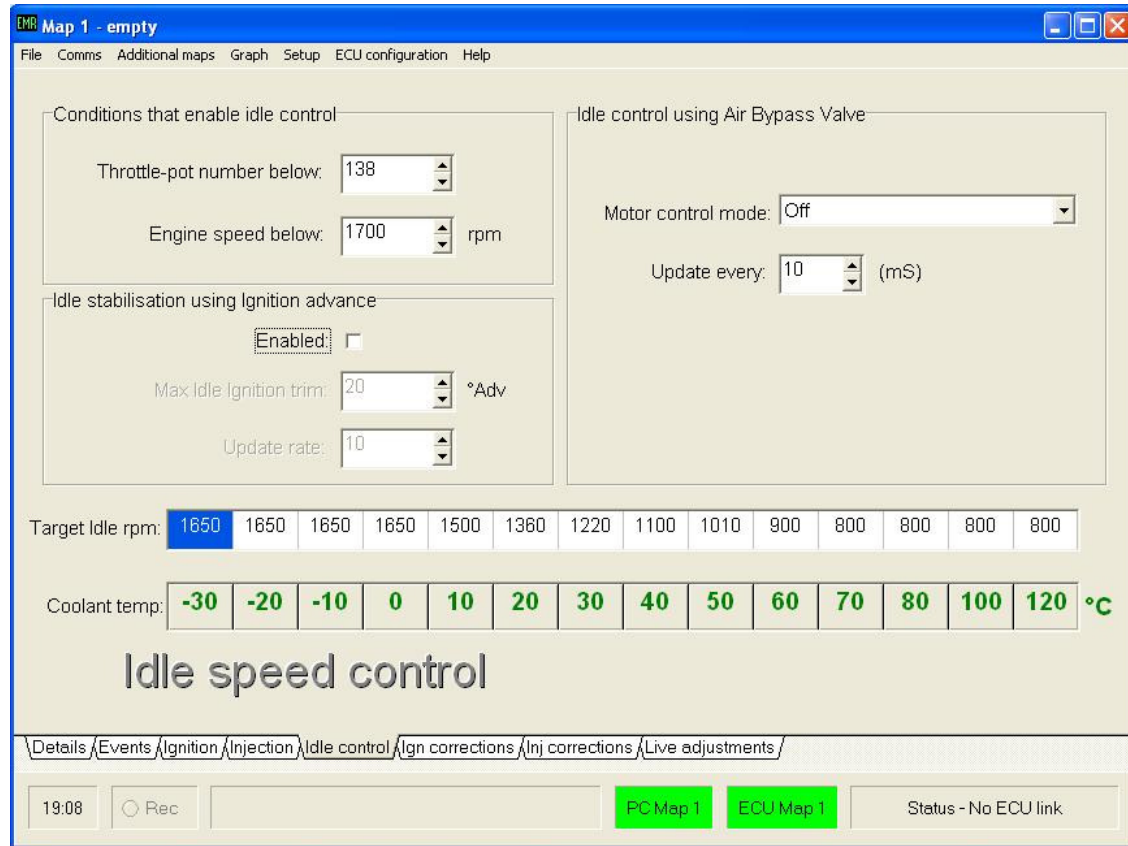 EMR Map 1 - empty
File Comms Additional maps Graph Setup ECU configuration Help
Conditions that enable idle control
Throttle-pot number below: 138
Engine speed below: 1700 rpm
Idle stabilisation using Ignition advance
Enabled:
Max Idle Ignition trim: 20 °Adv
Update rate: 10
Idle control using Air Bypass Valve
Motor control mode: Off
Update every: 10 (mS)
Target Idle rpm: 1650 1650 1650 1650 1500 1360 1220 1100 1010 900 800 800 800 800
Coolant temp: -30 -20 -10 0 10 20 30 40 50 60 70 80 100 120 °C
Idle speed control
Details Events Ignition Injection Idle control Ign corrections Inj corrections Live adjustments
19:08 Rec PC Map 1 ECU Map 1 Status - No ECU link